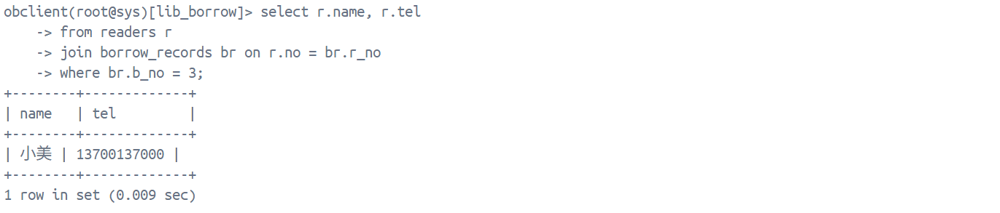 obclient(root@sys)[lib_borrow]> select r.name, r.tel
    -> from readers r
    -> join borrow_records br on r.no = br.r_no
    -> where br.b_no = 3;
+--------+-------------+
| name   | tel         |
+--------+-------------+
| 小美 | 13700137000 |
+--------+-------------+
1 row in set (0.009 sec)